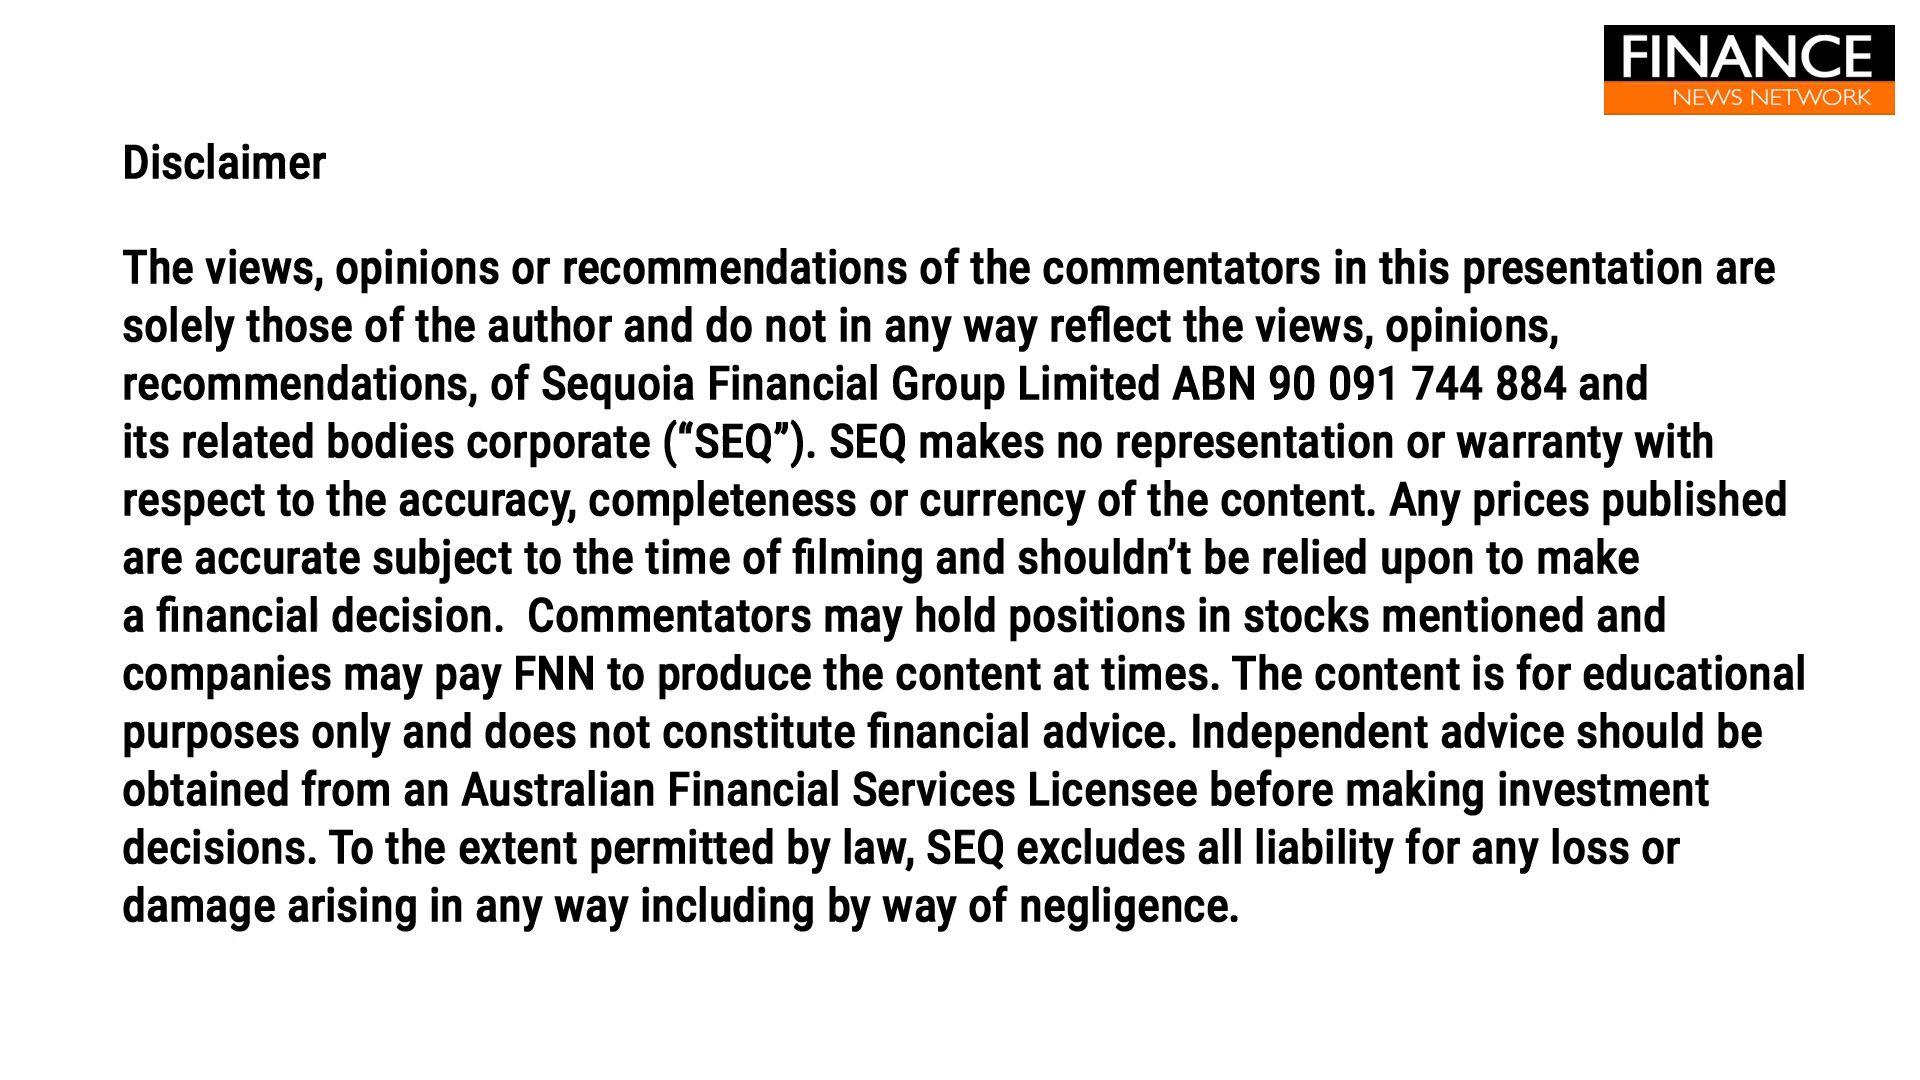 FINANCE
NEWS NETWORK
Disclaimer
The views, opinions or recommendations of the commentators in this presentation are
solely those of the author and do not in any way reflect the views, opinions,
recommendations, of Sequoia Financial Group Limited ABN 90 091 744 884 and
its related bodies corporate (“SEQ”). SEQ makes no representation or warranty with
respect to the accuracy, completeness or currency of the content. Any prices published
are accurate subject to the time of filming and shouldn’t be relied upon to make
a financial decision.  Commentators may hold positions in stocks mentioned and
companies may pay FNN to produce the content at times. The content is for educational
purposes only and does not constitute financial advice. Independent advice should be
obtained from an Australian Financial Services Licensee before making investment
decisions. To the extent permitted by law, SEQ excludes all liability for any loss or
damage arising in any way including by way of negligence.